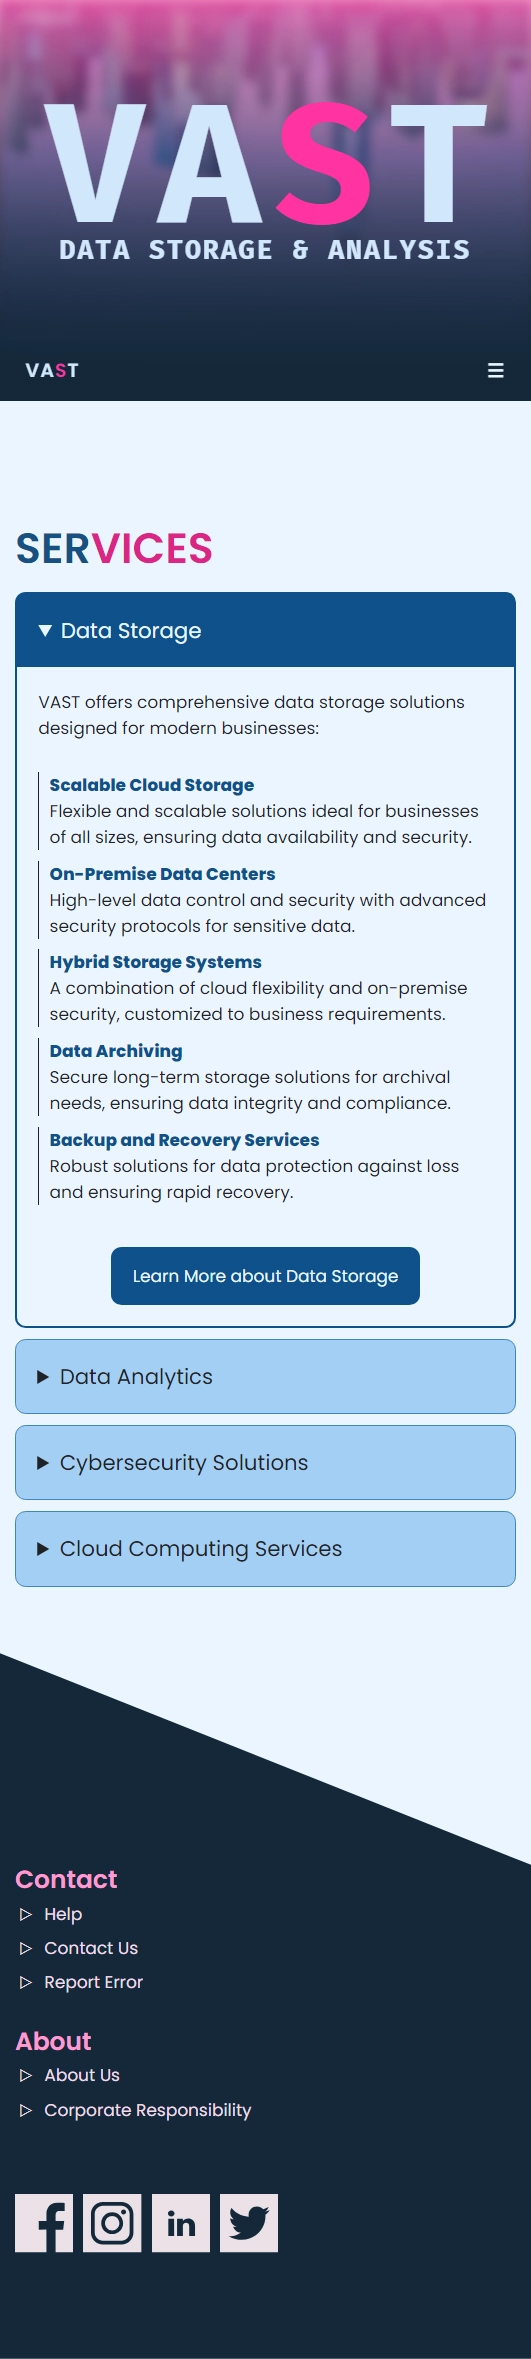 VAST
DATA STORAGE & ANALYSIS
VAST
SERVICES
Data Storage
VAST offers comprehensive data storage solutions
designed for modern businesses:
Scalable Cloud Storage
Flexible and scalable solutions ideal for businesses
of all sizes, ensuring data availability and security.
On-Premise Data Centers
High-level data control and security with advanced
security protocols for sensitive data.
Hybrid Storage Systems
A combination of cloud flexibility and on-premise
security, customized to business requirements.
Data Archiving
Secure long-term storage solutions for archival
needs, ensuring data integrity and compliance.
Backup and Recovery Services
Robust solutions for data protection against loss
and ensuring rapid recovery.
Learn More about Data Storage
Data Analytics
Cybersecurity Solutions
Cloud Computing Services
Contact
Help
Contact Us
Report Error
About
About Us
Corporate Responsibility
f
in